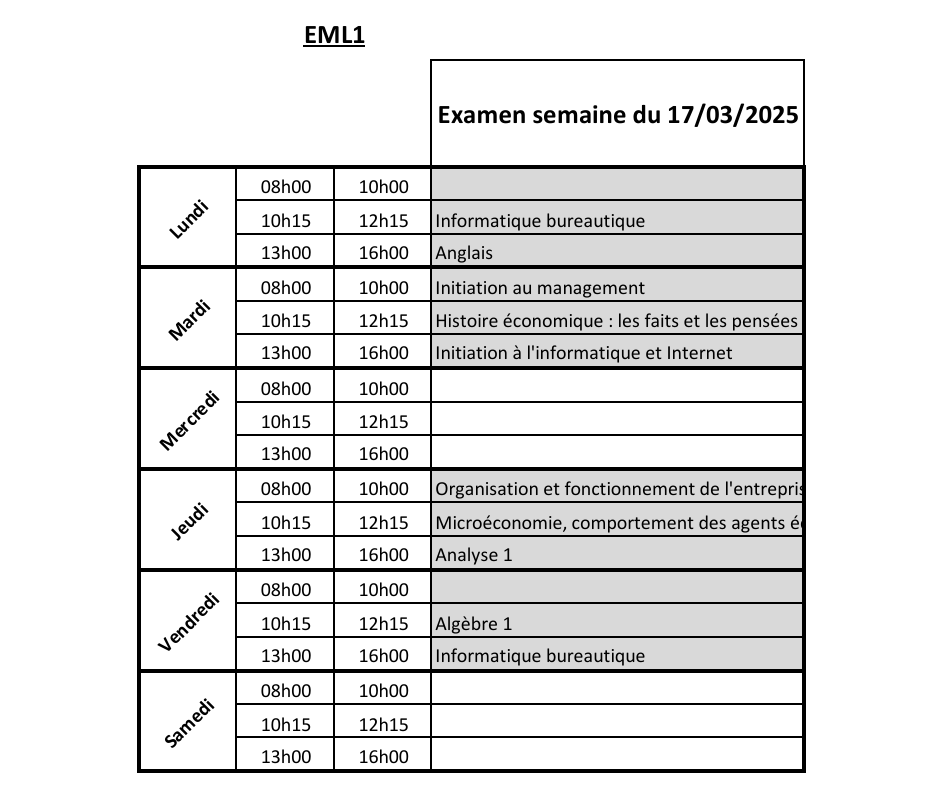 EML1
Examen semaine du 17/03/2025
Lundi
08h00 10h00
10h15 12h15 Informatique bureautique
13h00 16h00 Anglais
Mardi
08h00 10h00 Initiation au management
10h15 12h15 Histoire économique : les faits et les pensées
13h00 16h00 Initiation à l'informatique et Internet
Mercredi
08h00 10h00
10h15 12h15
13h00 16h00
Jeudi
08h00 10h00 Organisation et fonctionnement de l'entrepris
10h15 12h15 Microéconomie, comportement des agents
13h00 16h00 Analyse 1
Vendredi
08h00 10h00
10h15 12h15 Algèbre 1
13h00 16h00 Informatique bureautique
Samedi
08h00 10h00
10h15 12h15
13h00 16h00